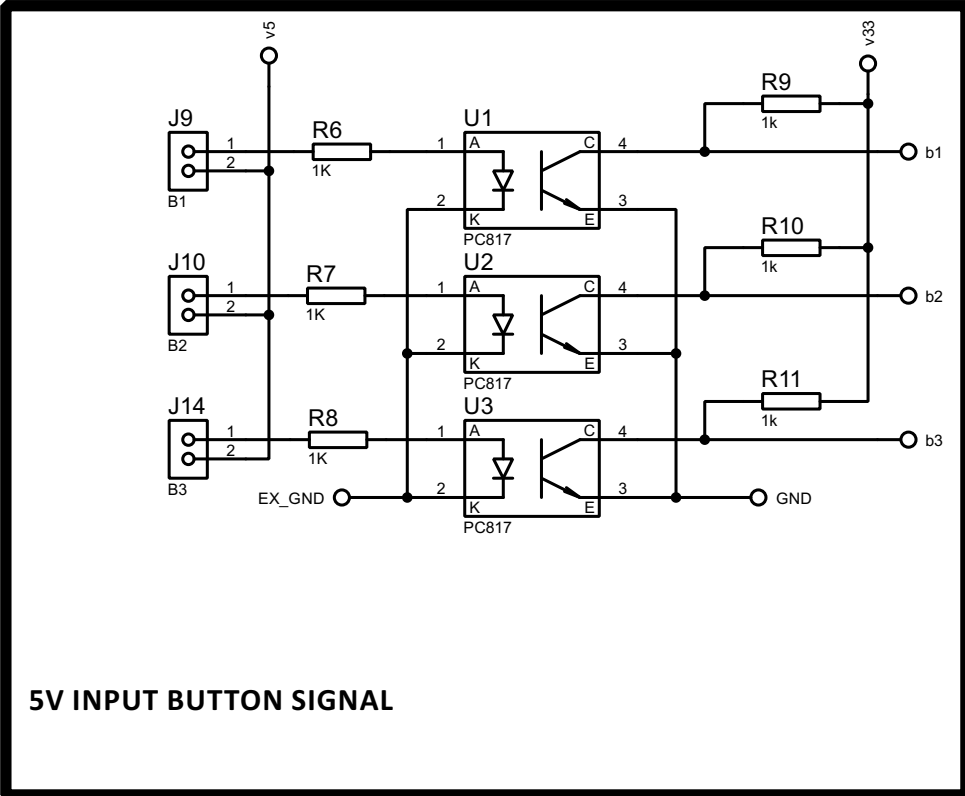 v5
v33
J9
1
2
B1
R6
1K
U1
1
A
C
4
2
K
E
3
PC817
R9
1k
b1
J10
1
2
B2
R7
1K
U2
1
A
C
4
2
K
E
3
PC817
R10
1k
b2
J14
1
2
B3
R8
1K
U3
1
A
C
4
2
K
E
3
PC817
R11
1k
b3
EX_GND
GND
5V INPUT BUTTON SIGNAL